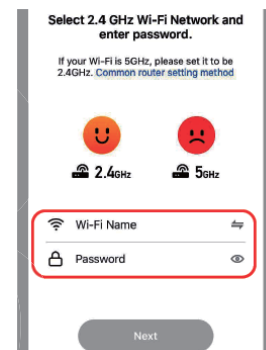 Select 2.4 GHz Wi-Fi Network and
enter password.
If your Wi-Fi is 5GHz, please set it to be
2.4GHz. Common router setting method
2.4GHz
5GHz
Wi-Fi Name
Password
Next